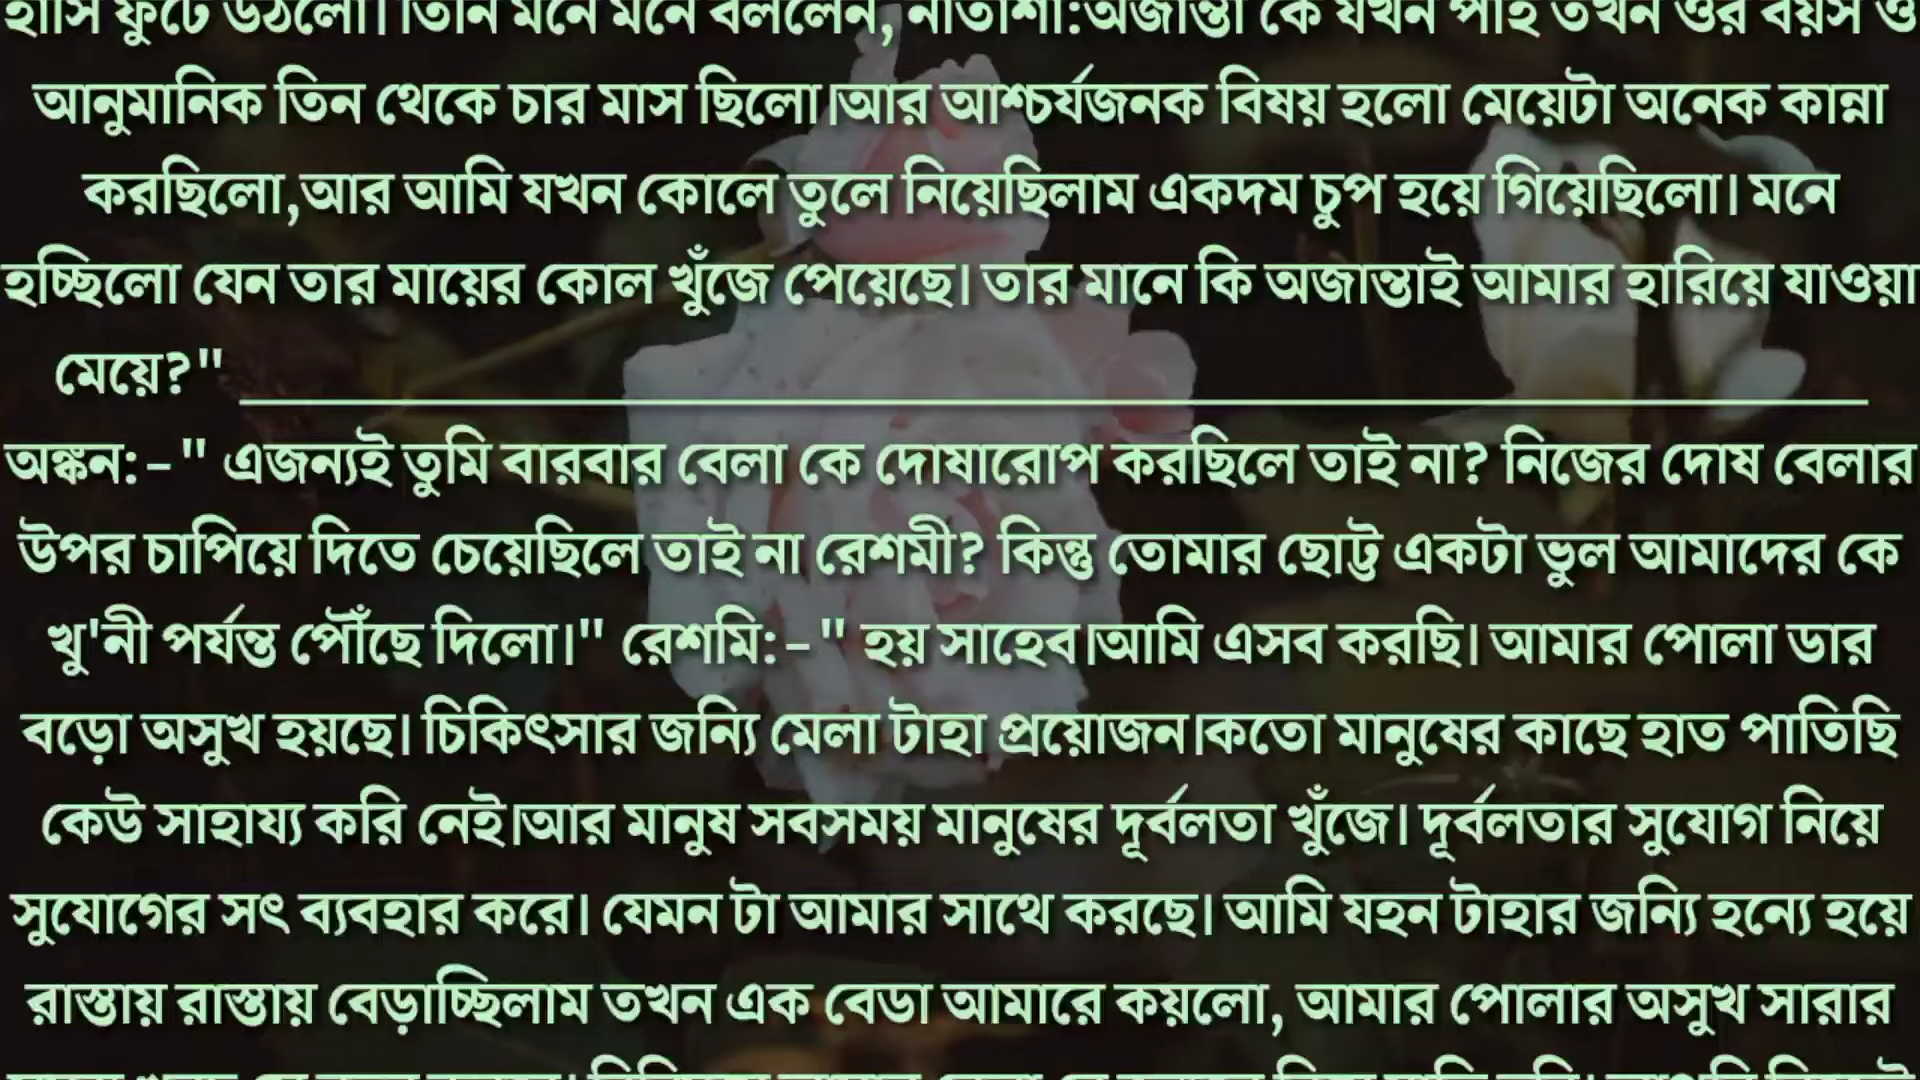 হাসি ফুটে উঠলো। তিনি মনে মনে বললেন, নাতাশা:অজান্তা কে যখন পাই তখন ওর বয়স ও
আনুমানিক তিন থেকে চার মাস ছিলো।আর আশ্চর্যজনক বিষয় হলো মেয়েটা অনেক কান্না
করছিলো,আর আমি যখন কোলে তুলে নিয়েছিলাম একদম চুপ হয়ে গিয়েছিলো। মনে
হচ্ছিলো যেন তার মায়ের কোল খুঁজে পেয়েছে। তার মানে কি অজান্তাই আমার হারিয়ে যাওয়া
মেয়ে?" ____________________
অঙ্কন:-" এজন্যই তুমি বারবার বেলা কে দোষারোপ করছিলে তাই না? নিজের দোষ বেলার
উপর চাপিয়ে দিতে চেয়েছিলে তাই না রেশমী? কিন্তু তোমার ছোট্ট একটা ভুল আমাদের কে
খু'নী পর্যন্ত পৌঁছে দিলো।" রেশমি:-" হয় সাহেব।আমি এসব করছি। আমার পোলা ডার
বড়ো অসুখ হয়ছে। চিকিৎসার জন্যি মেলা টাহা প্রয়োজন।কতো মানুষের কাছে হাত পাতিছি
কেউ সাহায্য করি নেই।আর মানুষ সবসময় মানুষের দূর্বলতা খুঁজে। দূর্বলতার সুযোগ নিয়ে
সুযোগের সৎ ব্যবহার করে। যেমন টা আমার সাথে করছে। আমি যহন টাহার জন্যি হন্যে হয়ে
রাস্তায় রাস্তায় বেড়াচ্ছিলাম তখন এক বেডা আমারে কয়লো, আমার পোলার অসুখ সারার